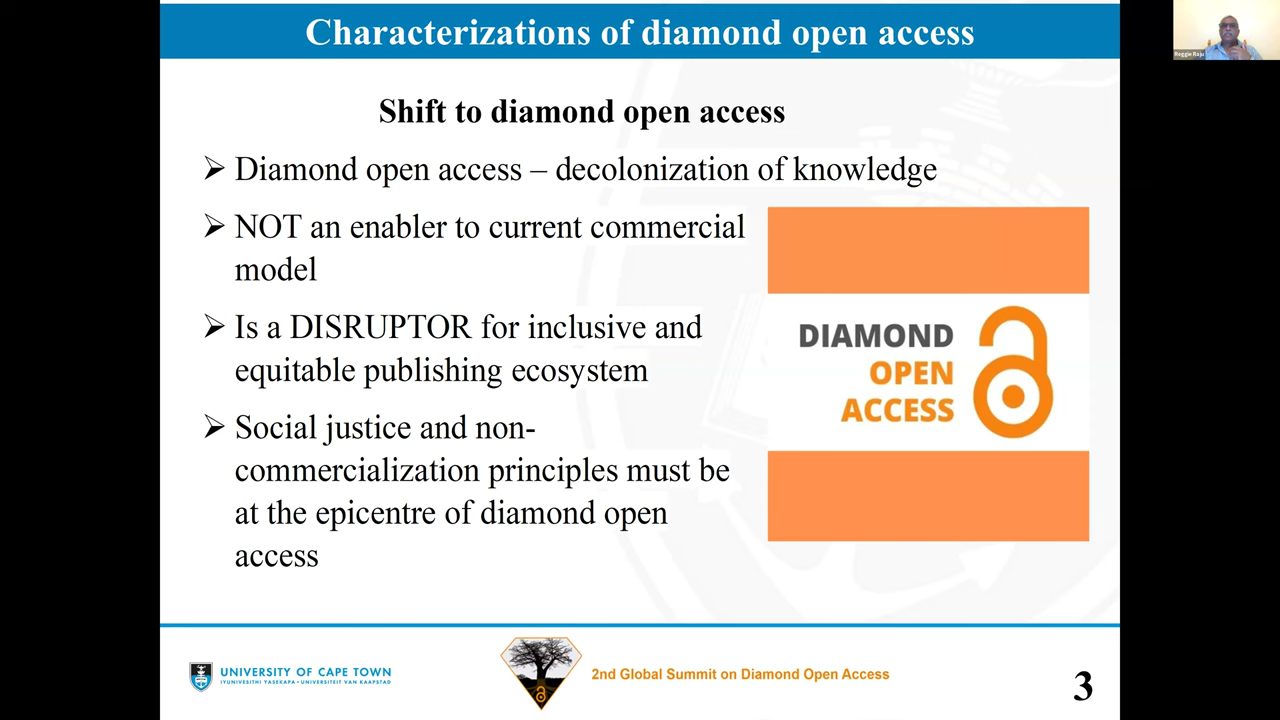 Characterizations of diamond open access
Reggie Raju
Shift to diamond open access
➢ Diamond open access – decolonization of knowledge
➢ NOT an enabler to current commercial
model
➢ Is a DISRUPTOR for inclusive and
equitable publishing ecosystem
➢ Social justice and non-
commercialization principles must be
at the epicentre of diamond open
access
DIAMOND
OPEN
ACCESS
UNIVERSITY OF CAPE TOWN
IYUNIVESITHI YASEKAPA • UNIVERSITEIT VAN KAAPSTAD
2nd Global Summit on Diamond Open Access
3